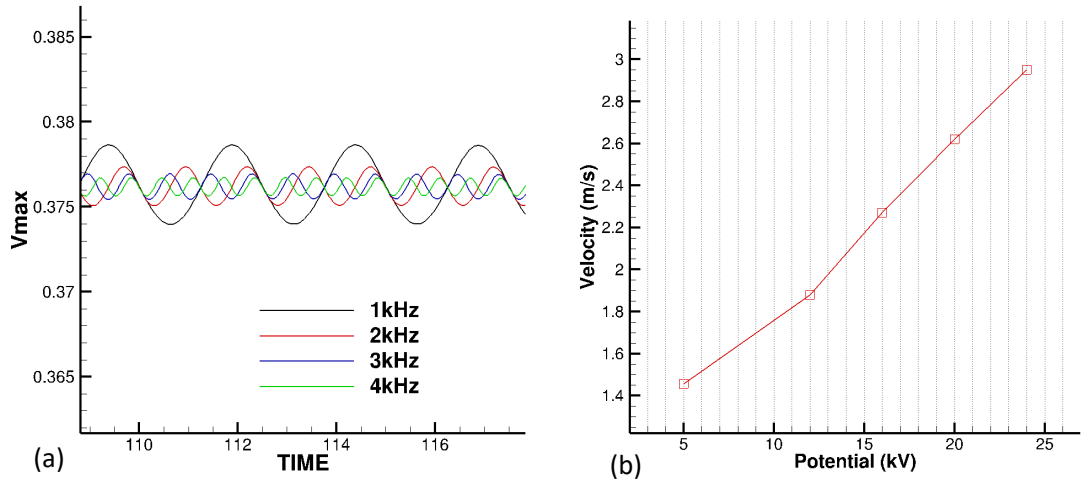 0.385
0.38
0.375
0.37
0.365
Vmax
110
112
114
116
TIME
1kHz
2kHz
3kHz
4kHz
(a)
3
2.8
2.6
2.4
2.2
2
1.8
1.6
1.4
Velocity (m/s)
5
10
15
20
25
Potential (kV)
(b)